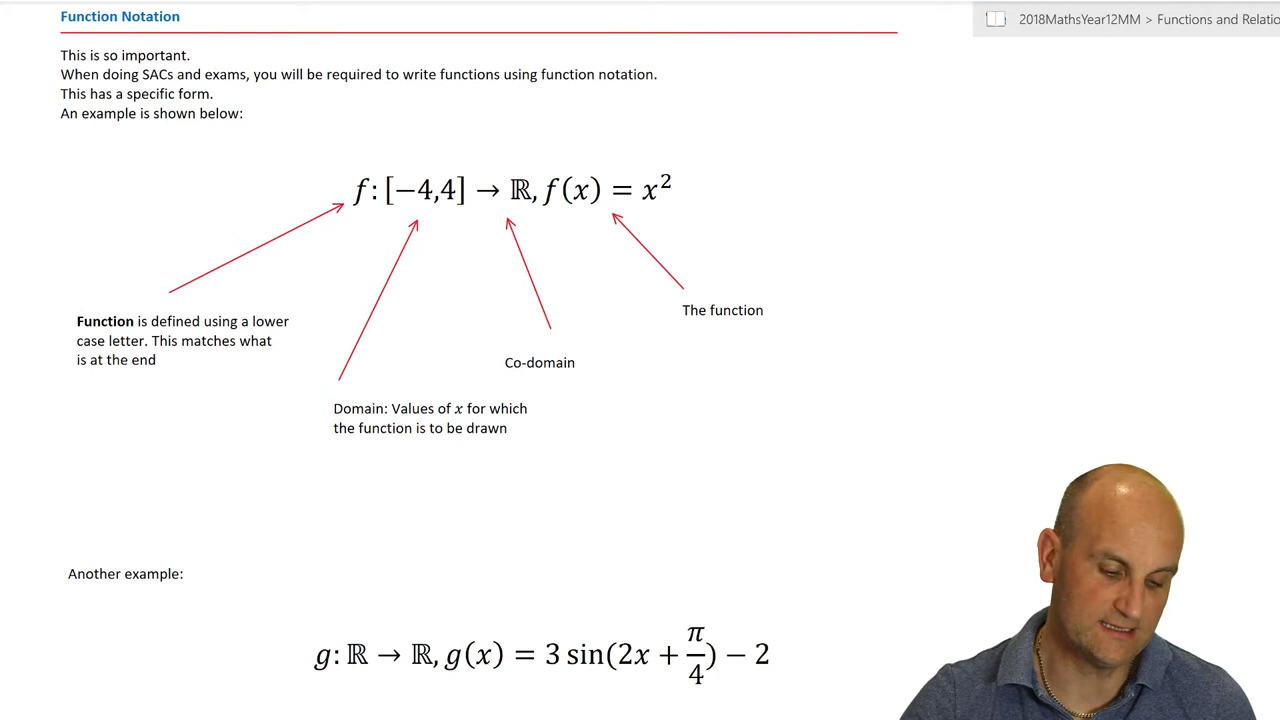 Function Notation
2018MathsYear12MM > Functions and Relatio
This is so important.
When doing SACs and exams, you will be required to write functions using function notation.
This has a specific form.
An example is shown below:
f: [−4,4] → ℝ, f(x) = x²
The function
Function is defined using a lower
case letter. This matches what
is at the end
Co-domain
Domain: Values of x for which
the function is to be drawn
Another example:
g: ℝ → ℝ, g(x) = 3 sin(2x + π/4) − 2